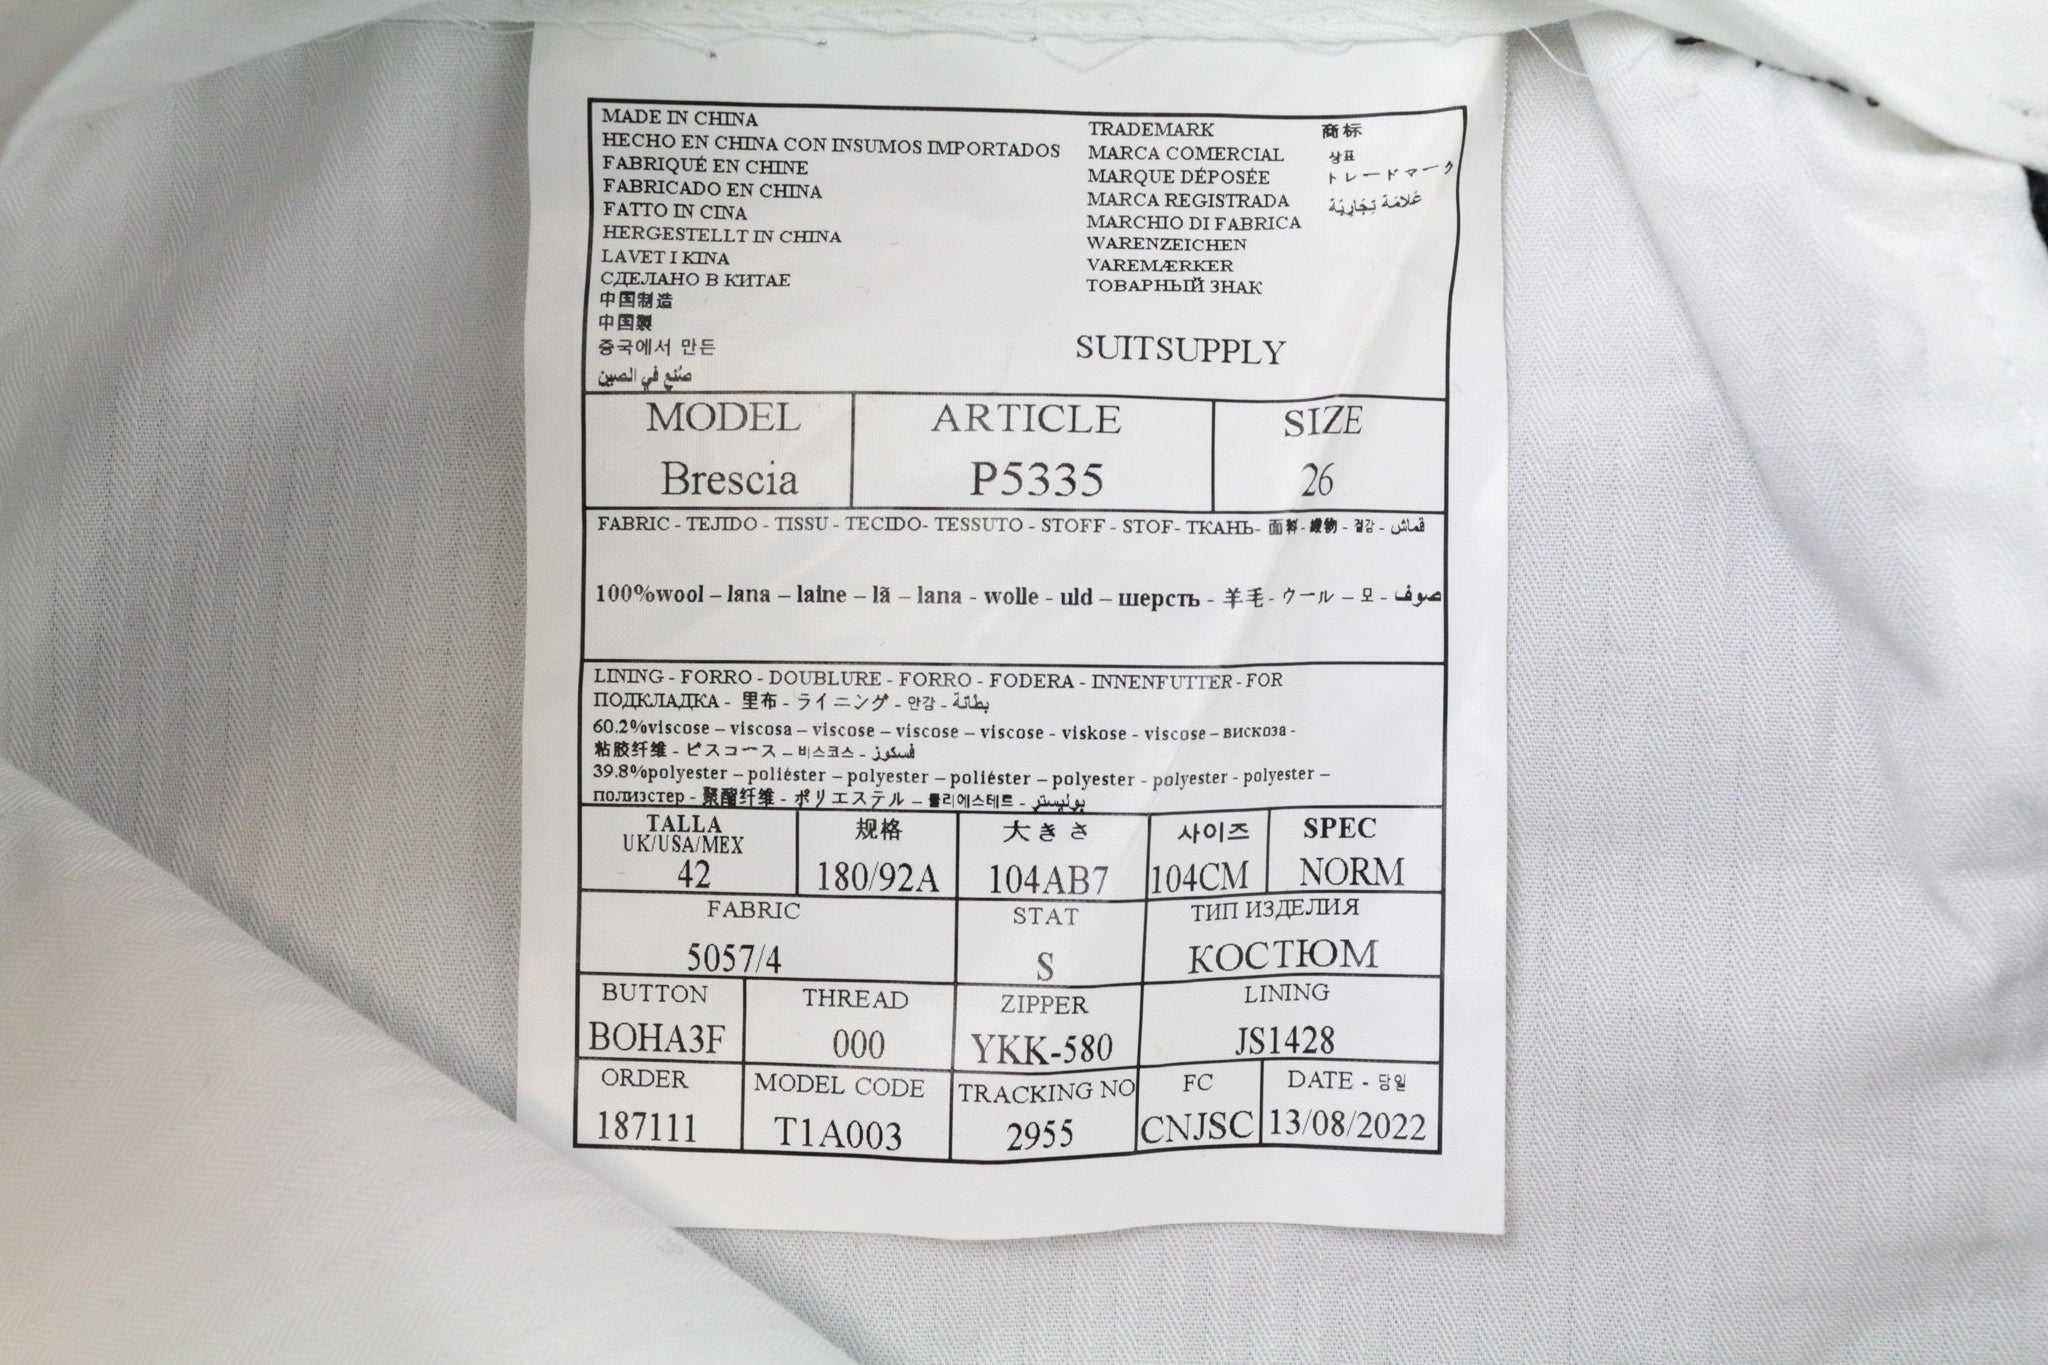 MADE IN CHINA
HECHO EN CHINA CON INSUMOS IMPORTADOS
FABRIQUÉ EN CHINE
FABRICADO EN CHINA
FATTO IN CINA
HERGESTELLT IN CHINA
LAVET I KINA
СДЕЛАНО В КИТАЕ
中国制造
中国製
중국에서 만든
صُنع في الصين
TRADEMARK 商标
MARCA COMERCIAL 상표
MARQUE DÉPOSÉE トレードマーク
MARCA REGISTRADA عَلامَة تِجَارِيّة
MARCHIO DI FABRICA
WARENZEICHEN
VAREMÆRKER
ТОВАРНЫЙ ЗНАК
SUITSUPPLY
MODEL ARTICLE SIZE
Brescia P5335 26
FABRIC - TEJIDO - TISSU - TECIDO- TESSUTO - STOFF - STOF- ТКАНЬ- 面料 - 織物 - 겉감 - قماش
100%wool – lana – laine – lã – lana - wolle - uld – шерсть - 羊毛 - ウール – 모 - صوف
LINING - FORRO - DOUBLURE - FORRO - FODERA - INNENFUTTER - FOR
ПОДКЛАДКА - 里布 - ライニング - 안감 - بطانة
60.2%viscose – viscosa – viscose – viscose – viscose - viskose - viscose – вискоза -
粘胶纤维 - ビスコース – 비스코스 – فسكوز
39.8%polyester – poliéster – polyester – poliéster – polyester - polyester - polyester –
полиэстер - 聚酯纤维 - ポリエステル – 폴리에스테르 - بوليستر
TALLA 规格 大きさ 사이즈 SPEC
UK/USA/MEX
42 180/92A 104AB7 104CM NORM
FABRIC STAT ТИП ИЗДЕЛИЯ
5057/4 S КОСТЮМ
BUTTON THREAD ZIPPER LINING
BOHA3F 000 YKK-580 JS1428
ORDER MODEL CODE TRACKING NO FC DATE - 당일
187111 T1A003 2955 CNJSC 13/08/2022